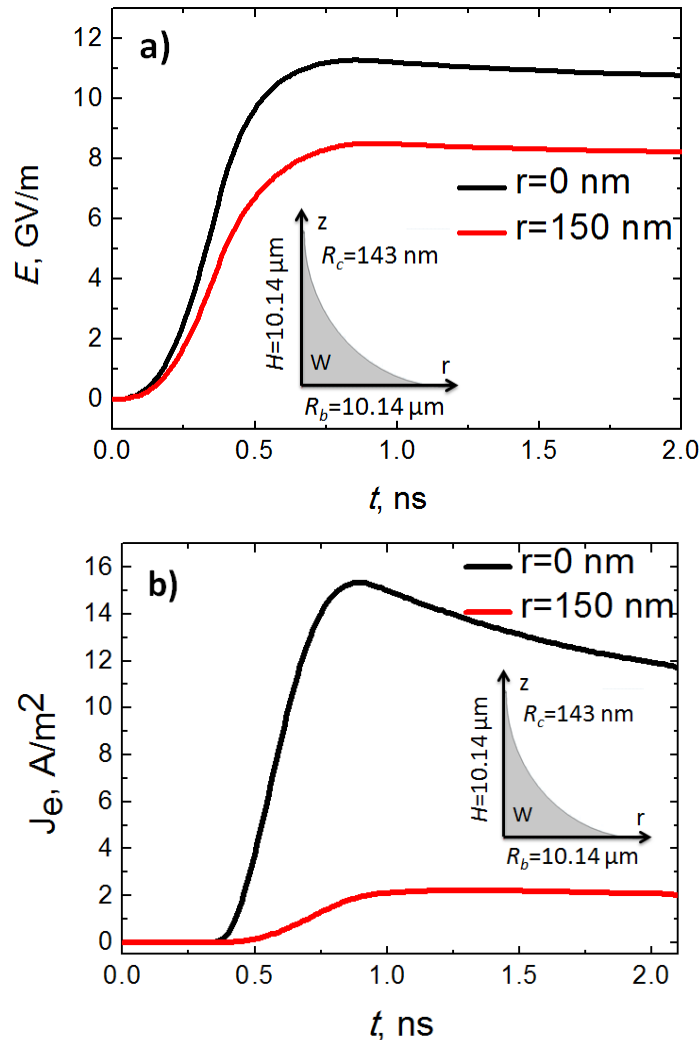 a)
12
10
8
6
4
2
0
E, GV/m
r=0 nm
r=150 nm
z
R_c=143 nm
H=10.14 µm
W
r
R_b=10.14 µm
0.0 0.5 1.0 1.5 2.0
t, ns
b)
16
14
12
10
8
6
4
2
0
J_e, A/m²
r=0 nm
r=150 nm
z
R_c=143 nm
H=10.14 µm
W
r
R_b=10.14 µm
0.0 0.5 1.0 1.5 2.0
t, ns